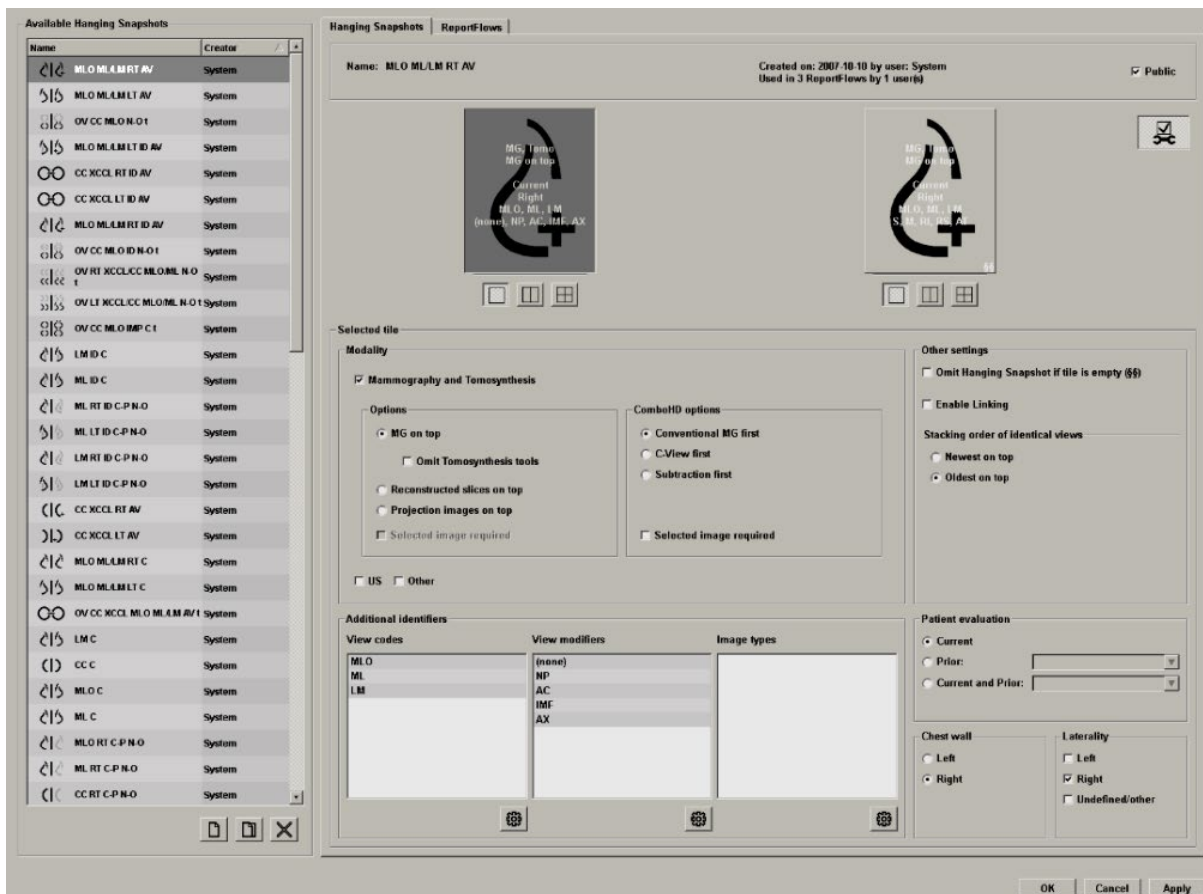 Available Hanging Snapshots
Name Creator
MLO ML/LM RT AV System
MLO ML/LM LT AV System
OV CC MLO N-O t System
MLO ML/LM LT ID AV System
CC XCCL RT ID AV System
CC XCCL LT ID AV System
MLO ML/LM RT ID AV System
OV CC MLO ID N-O t System
OV RT XCCL/CC MLO/ML N-O
t System
OV LT XCCL/CC MLO/ML N-O t System
OV CC MLO IMP C t System
LM ID C System
ML ID C System
ML RT ID C-P N-O System
ML LT ID C-P N-O System
LM RT ID C-P N-O System
LM LT ID C-P N-O System
CC XCCL RT AV System
CC XCCL LT AV System
MLO ML/LM RT C System
MLO ML/LM LT C System
OV CC XCCL MLO ML/LM AV t System
LM C System
CC C System
MLO C System
ML C System
MLO RT C-P N-O System
ML RT C-P N-O System
CC RT C-P N-O System
Hanging Snapshots ReportFlows
Name: MLO ML/LM RT AV
Created on: 2007-10-10 by user: System
Used in 3 ReportFlows by 1 user(s)
Public
MG, Tomo
MG on top
Current
Right
MLO, ML, LM
(none), NP, AC, IMF, AX
MG, Tomo
MG on top
Current
Right
MLO, ML, LM
S, M, RL, RS, AT
§§
Selected tile
Modality
Mammography and Tomosynthesis
Options
MG on top
Omit Tomosynthesis tools
Reconstructed slices on top
Projection images on top
Selected image required
ComboHD options
Conventional MG first
C-View first
Subtraction first
Selected image required
US Other
Other settings
Omit Hanging Snapshot if tile is empty (§§)
Enable Linking
Stacking order of identical views
Newest on top
Oldest on top
Additional identifiers
View codes
MLO
ML
LM
View modifiers
(none)
NP
AC
IMF
AX
Image types
Patient evaluation
Current
Prior:
Current and Prior:
Chest wall
Left
Right
Laterality
Left
Right
Undefined/other
OK Cancel Apply